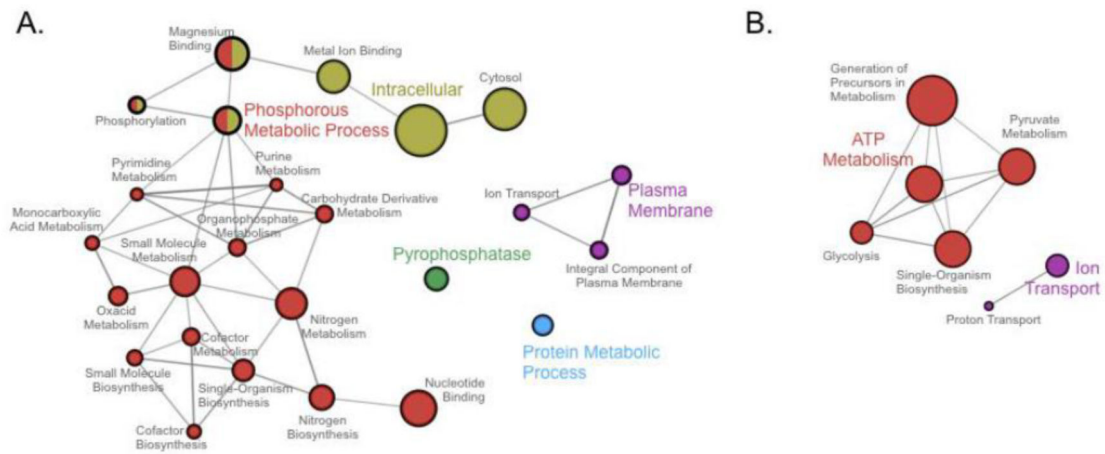 A.
Magnesium
Binding
Metal Ion Binding
Intracellular
Cytosol
Phosphorylation
Phosphorous
Metabolic Process
Pyrimidine
Metabolism
Purine
Metabolism
Carbohydrate Derivative
Metabolism
Monocarboxylic
Acid Metabolism
Organophosphate
Metabolism
Small Molecule
Metabolism
Oxacid
Metabolism
Nitrogen
Metabolism
Cofactor
Metabolism
Small Molecule
Biosynthesis
Single-Organism
Biosynthesis
Cofactor
Biosynthesis
Nitrogen
Biosynthesis
Nucleotide
Binding
Ion Transport
Plasma
Membrane
Integral Component of
Plasma Membrane
Pyrophosphatase
Protein Metabolic
Process
B.
Generation of
Precursors in
Metabolism
Pyruvate
Metabolism
ATP
Metabolism
Glycolysis
Single-Organism
Biosynthesis
Ion
Transport
Proton Transport